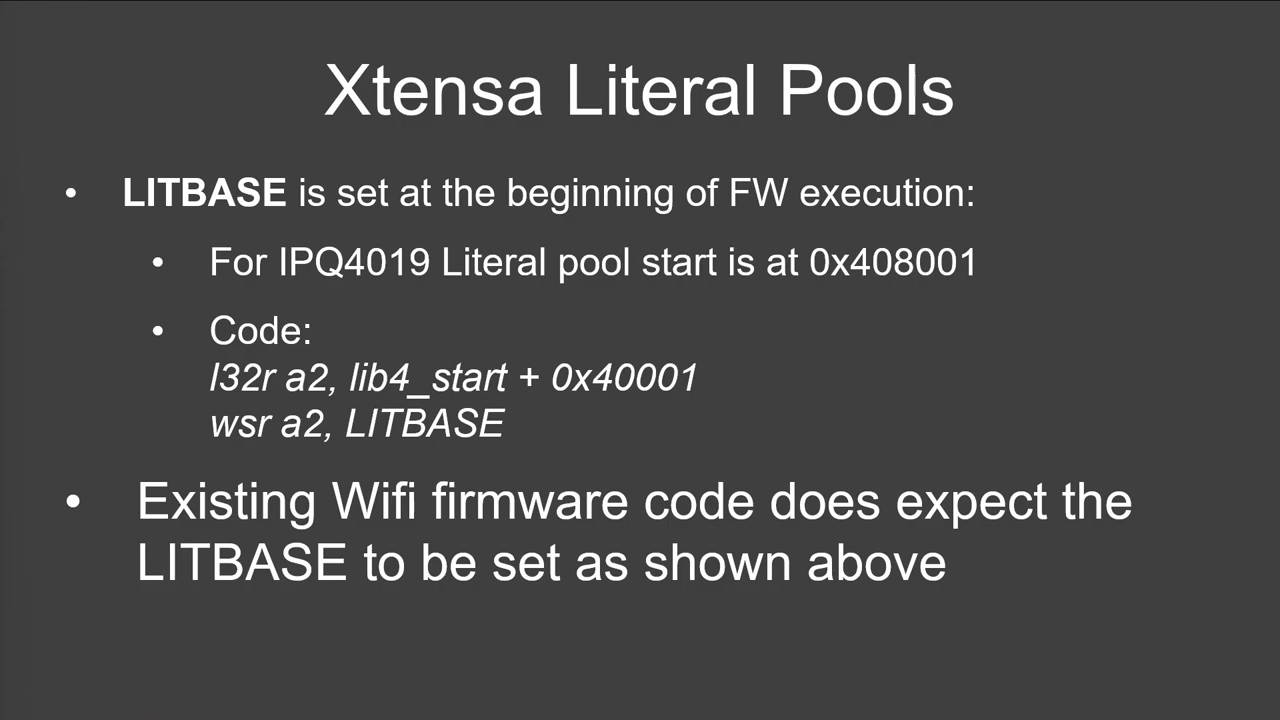 Xtensa Literal Pools
• LITBASE is set at the beginning of FW execution:
• For IPQ4019 Literal pool start is at 0x408001
• Code:
l32r a2, lib4_start + 0x40001
wsr a2, LITBASE
• Existing Wifi firmware code does expect the
LITBASE to be set as shown above